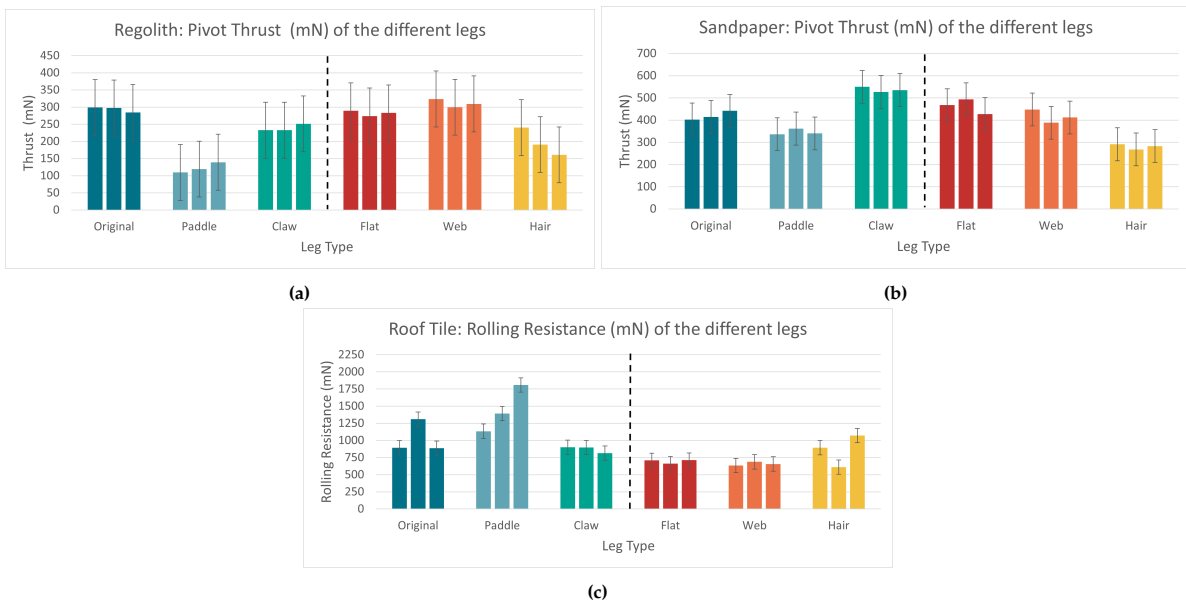 Regolith: Pivot Thrust (mN) of the different legs
Thrust (mN)
450
400
350
300
250
200
150
100
50
0
Original Paddle Claw Flat Web Hair
Leg Type
(a)
Sandpaper: Pivot Thrust (mN) of the different legs
Thrust (mN)
700
600
500
400
300
200
100
0
Original Paddle Claw Flat Web Hair
Leg Type
(b)
Roof Tile: Rolling Resistance (mN) of the different legs
Rolling Resistance (mN)
2250
2000
1750
1500
1250
1000
750
500
250
0
Original Paddle Claw Flat Web Hair
Leg Type
(c)